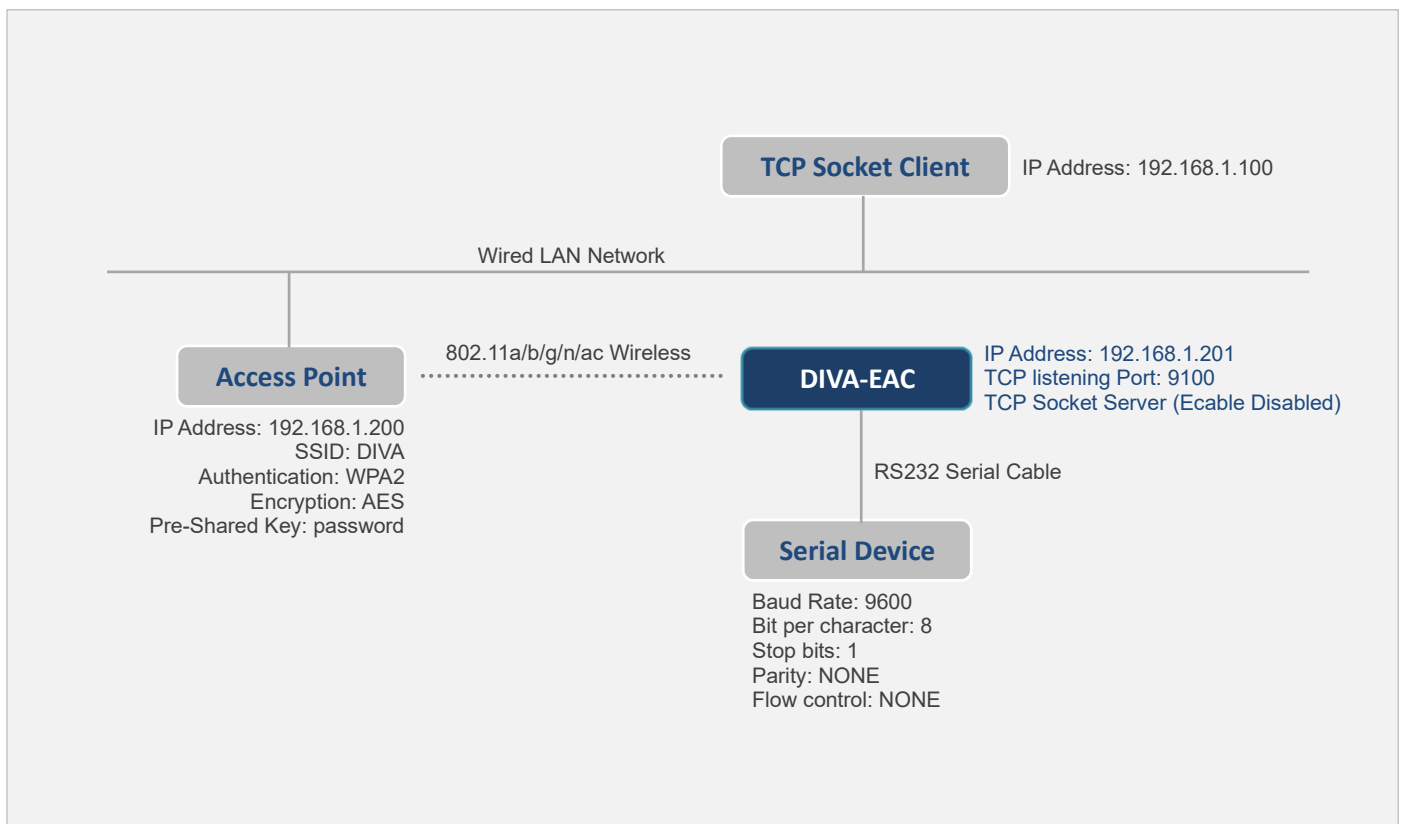 TCP Socket Client
IP Address: 192.168.1.100
Wired LAN Network
802.11a/b/g/n/ac Wireless
Access Point
IP Address: 192.168.1.200
SSID: DIVA
Authentication: WPA2
Encryption: AES
Pre-Shared Key: password
DIVA-EAC
IP Address: 192.168.1.201
TCP listening Port: 9100
TCP Socket Server (Ecable Disabled)
RS232 Serial Cable
Serial Device
Baud Rate: 9600
Bit per character: 8
Stop bits: 1
Parity: NONE
Flow control: NONE